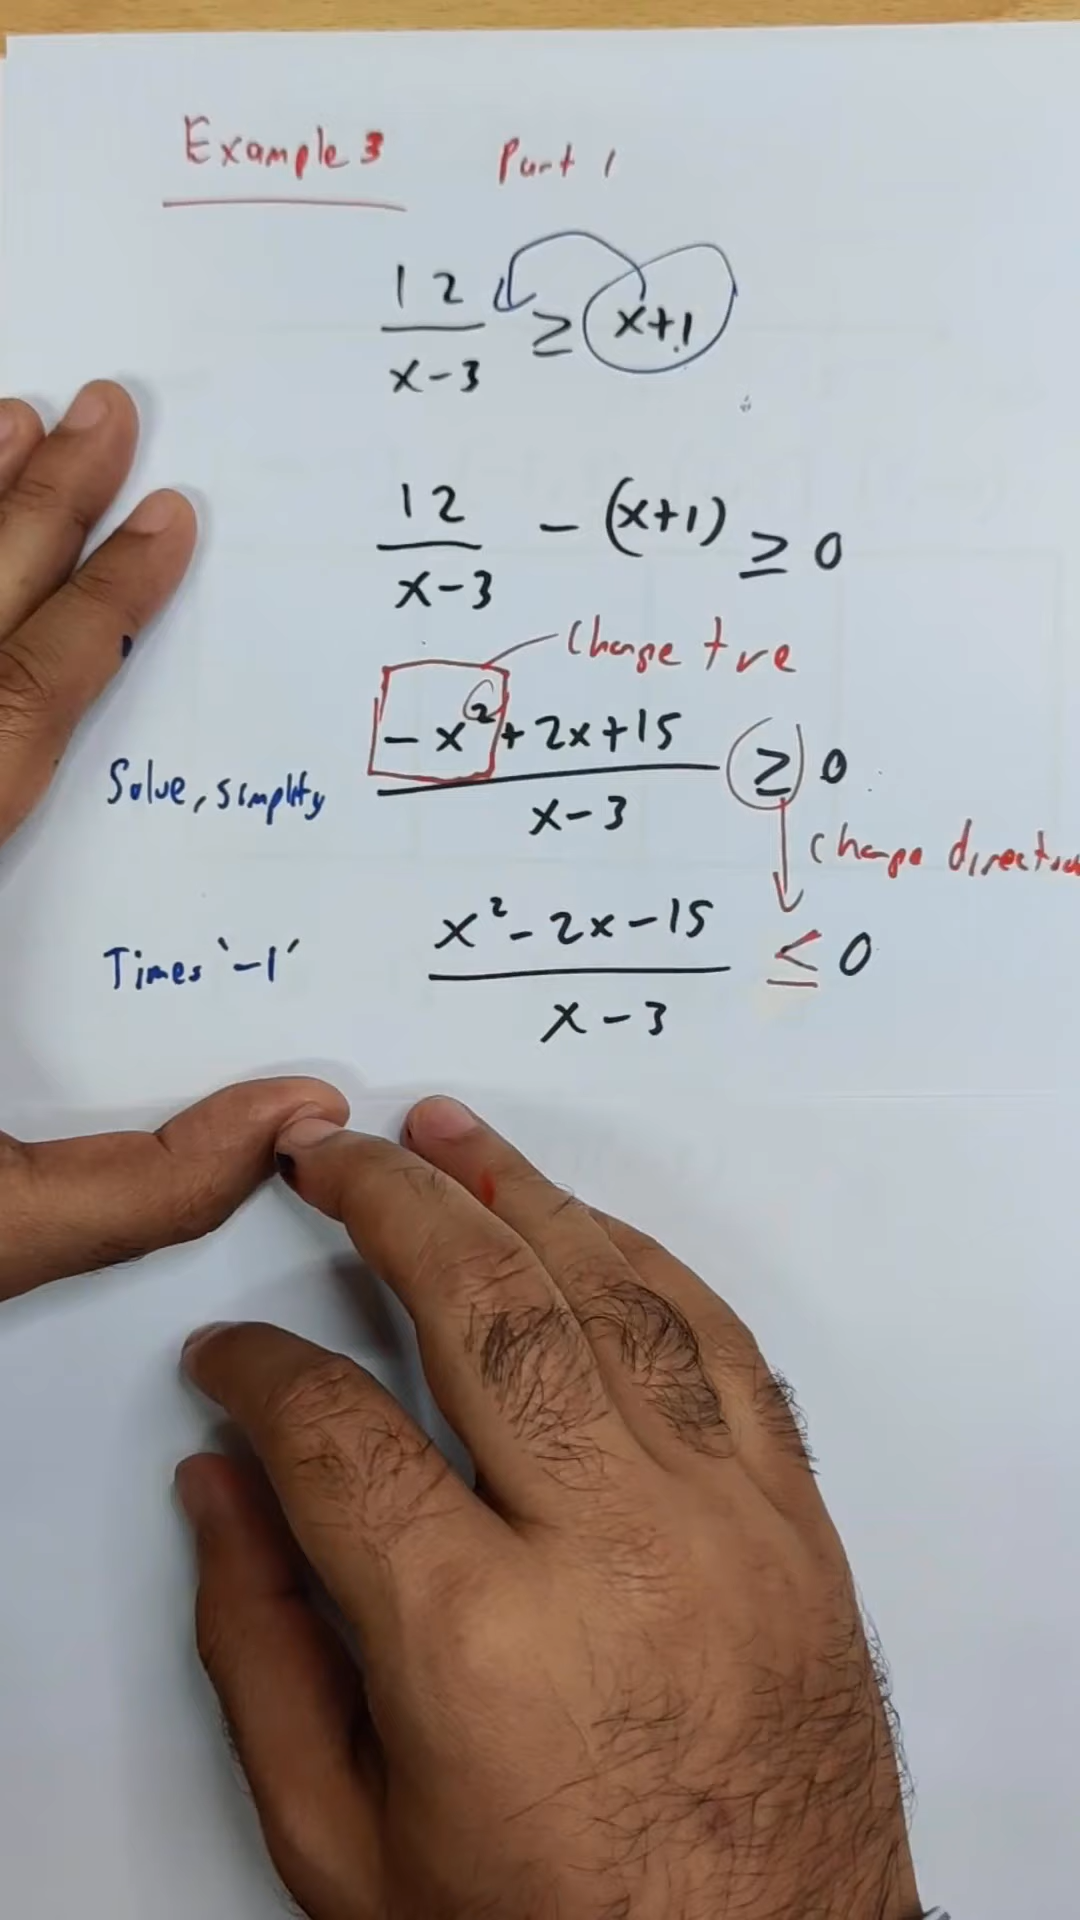 Example 3 Part 1
12/(x-3) ≥ x+1
12/(x-3) - (x+1) ≥ 0
Change +ve
Solve, simplify (-x²+2x+15)/(x-3) ≥ 0
Change direction
Times '-1' (x²-2x-15)/(x-3) ≤ 0